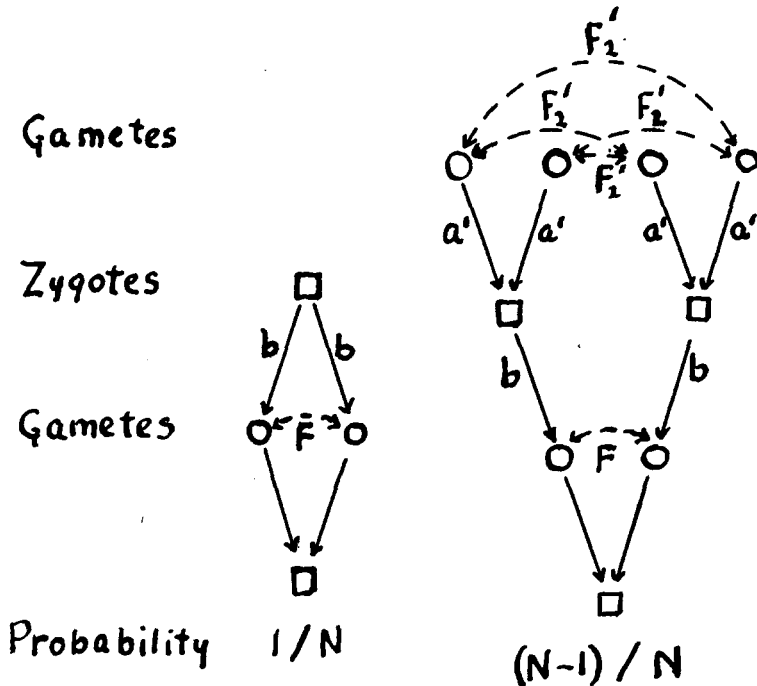 F₂'
F₂' F₂'
Gametes
F₂'
a' a' a' a'
Zygotes
b b
b b
Gametes F
F
Probability 1/N (N-1)/N